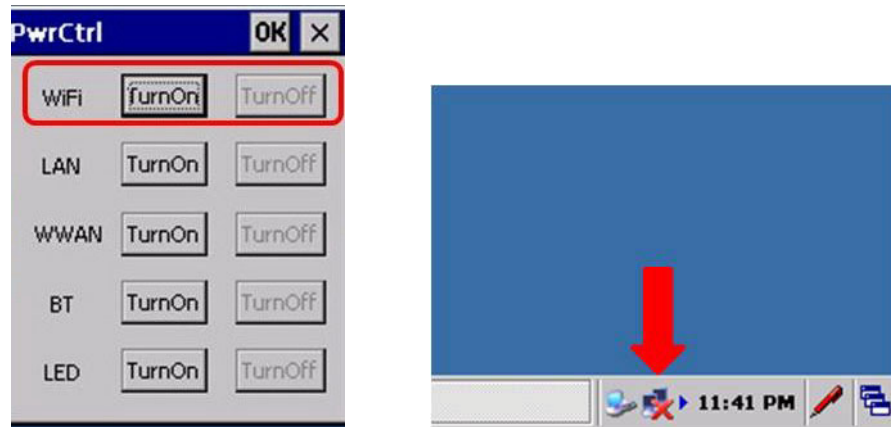 PwrCtrl OK ×
WiFi TurnOn TurnOff
LAN TurnOn TurnOff
WWAN TurnOn TurnOff
BT TurnOn TurnOff
LED TurnOn TurnOff
11:41 PM